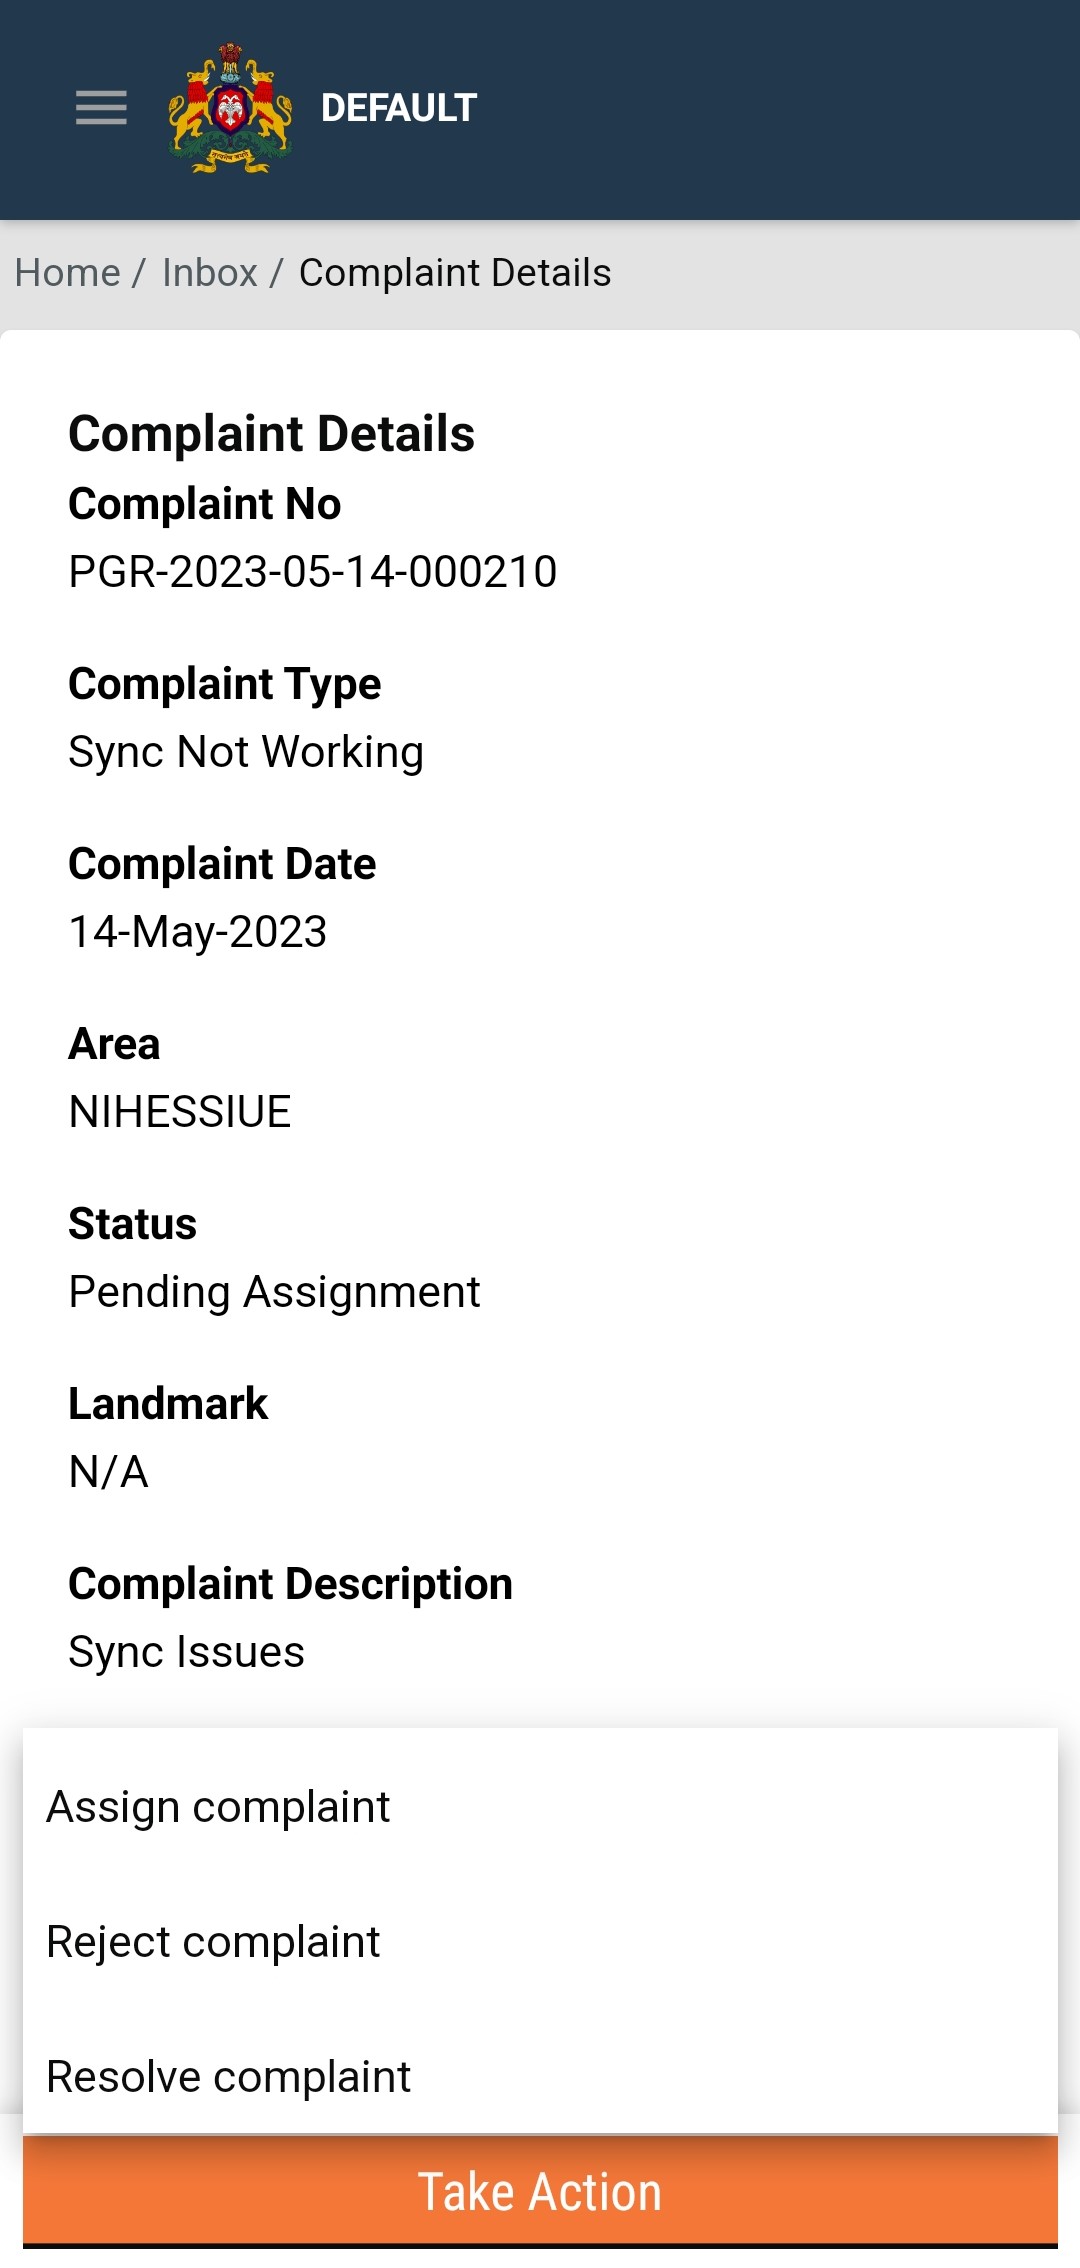 DEFAULT
Home / Inbox / Complaint Details
Complaint Details
Complaint No
PGR-2023-05-14-000210
Complaint Type
Sync Not Working
Complaint Date
14-May-2023
Area
NIHESSIUE
Status
Pending Assignment
Landmark
N/A
Complaint Description
Sync Issues
Assign complaint
Reject complaint
Resolve complaint
Take Action